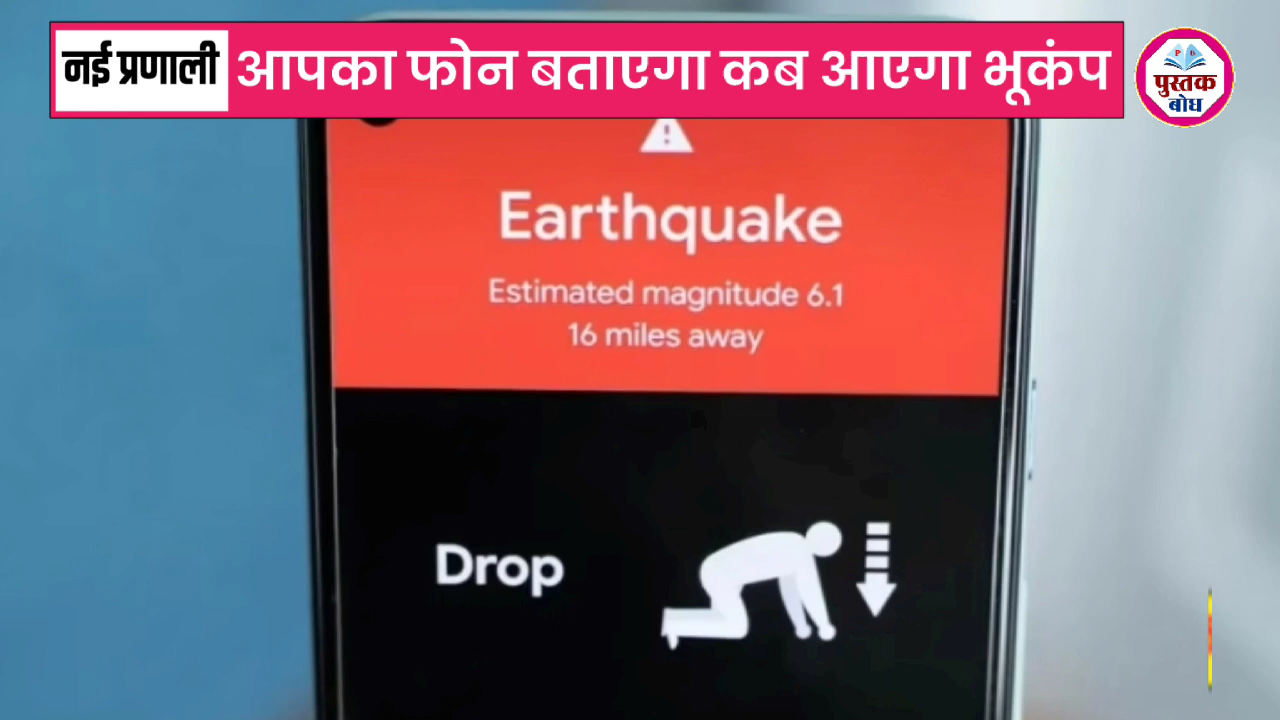 नई प्रणाली आपका फोन बताएगा कब आएगा भूकंप
P B
पुस्तक
बोध
Earthquake
Estimated magnitude 6.1
16 miles away
Drop